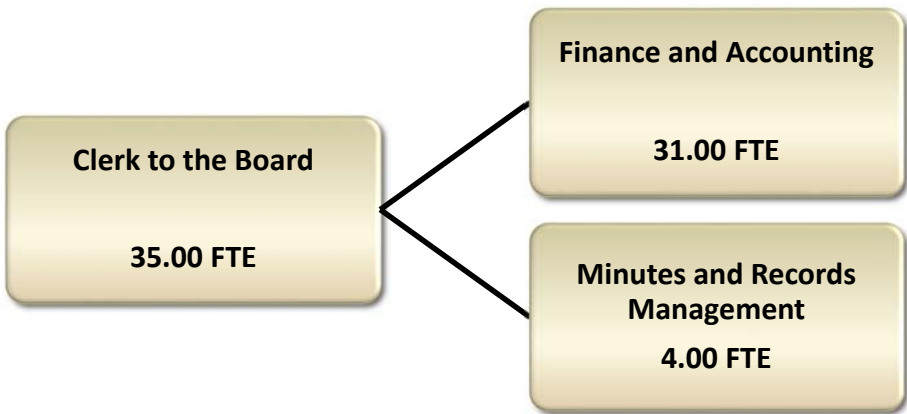 Clerk to the Board
35.00 FTE
Finance and Accounting
31.00 FTE
Minutes and Records
Management
4.00 FTE